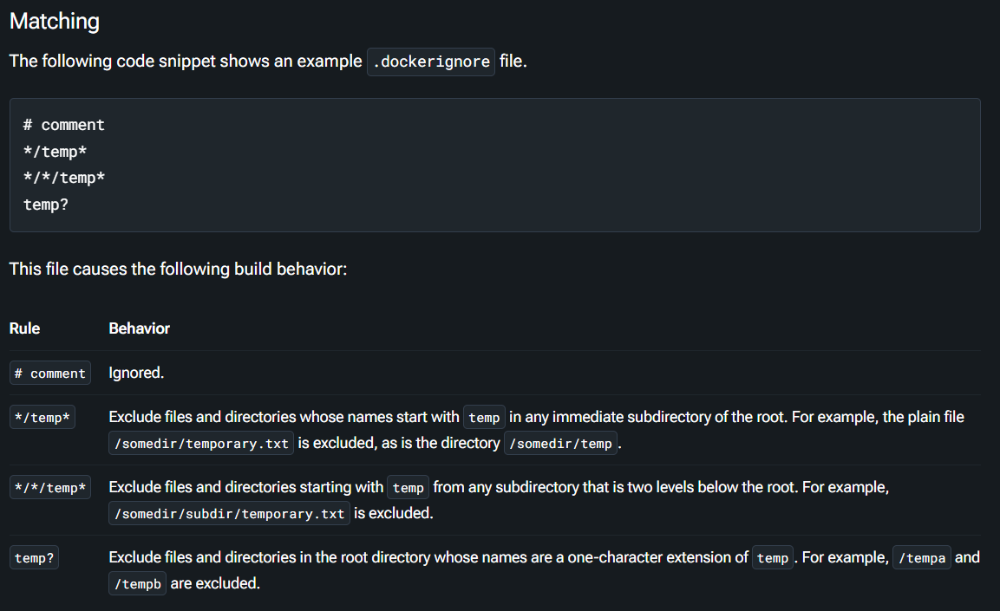 Matching
The following code snippet shows an example .dockerignore file.
# comment
*/temp*
*/*/temp*
temp?
This file causes the following build behavior:
Rule Behavior
# comment Ignored.
*/temp* Exclude files and directories whose names start with temp in any immediate subdirectory of the root. For example, the plain file
/somedir/temporary.txt is excluded, as is the directory /somedir/temp.
*/*/temp* Exclude files and directories starting with temp from any subdirectory that is two levels below the root. For example,
/somedir/subdir/temporary.txt is excluded.
temp? Exclude files and directories in the root directory whose names are a one-character extension of temp. For example, /tempa and
/tempb are excluded.